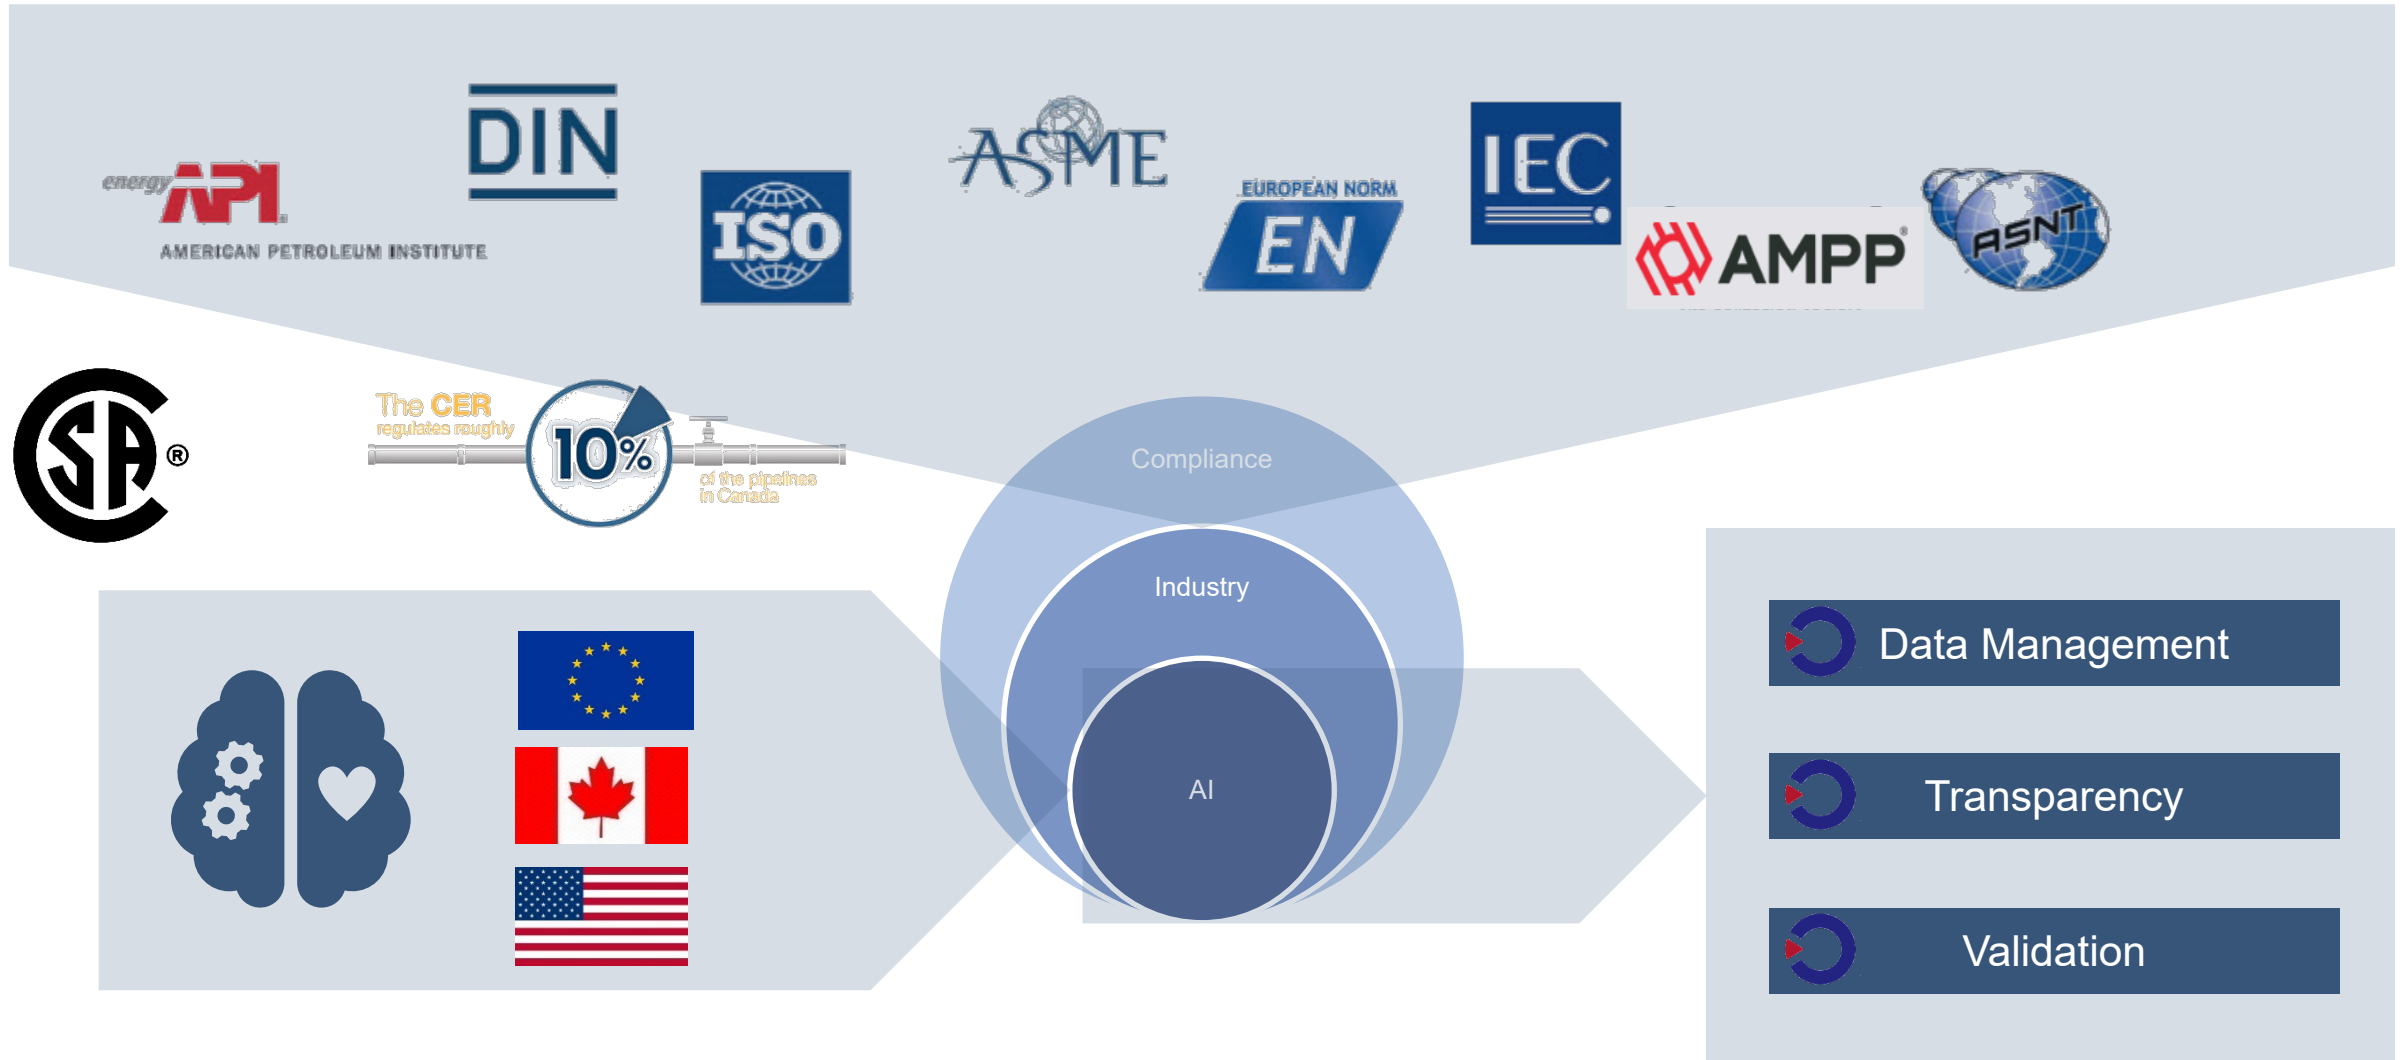 energy API
AMERICAN PETROLEUM INSTITUTE
DIN
ISO
ASME
EUROPEAN NORM
EN
IEC
AMPP®
ASNT
CSA ®
The CER
regulates roughly
10%
of the pipelines
in Canada
Compliance
Industry
AI
Data Management
Transparency
Validation